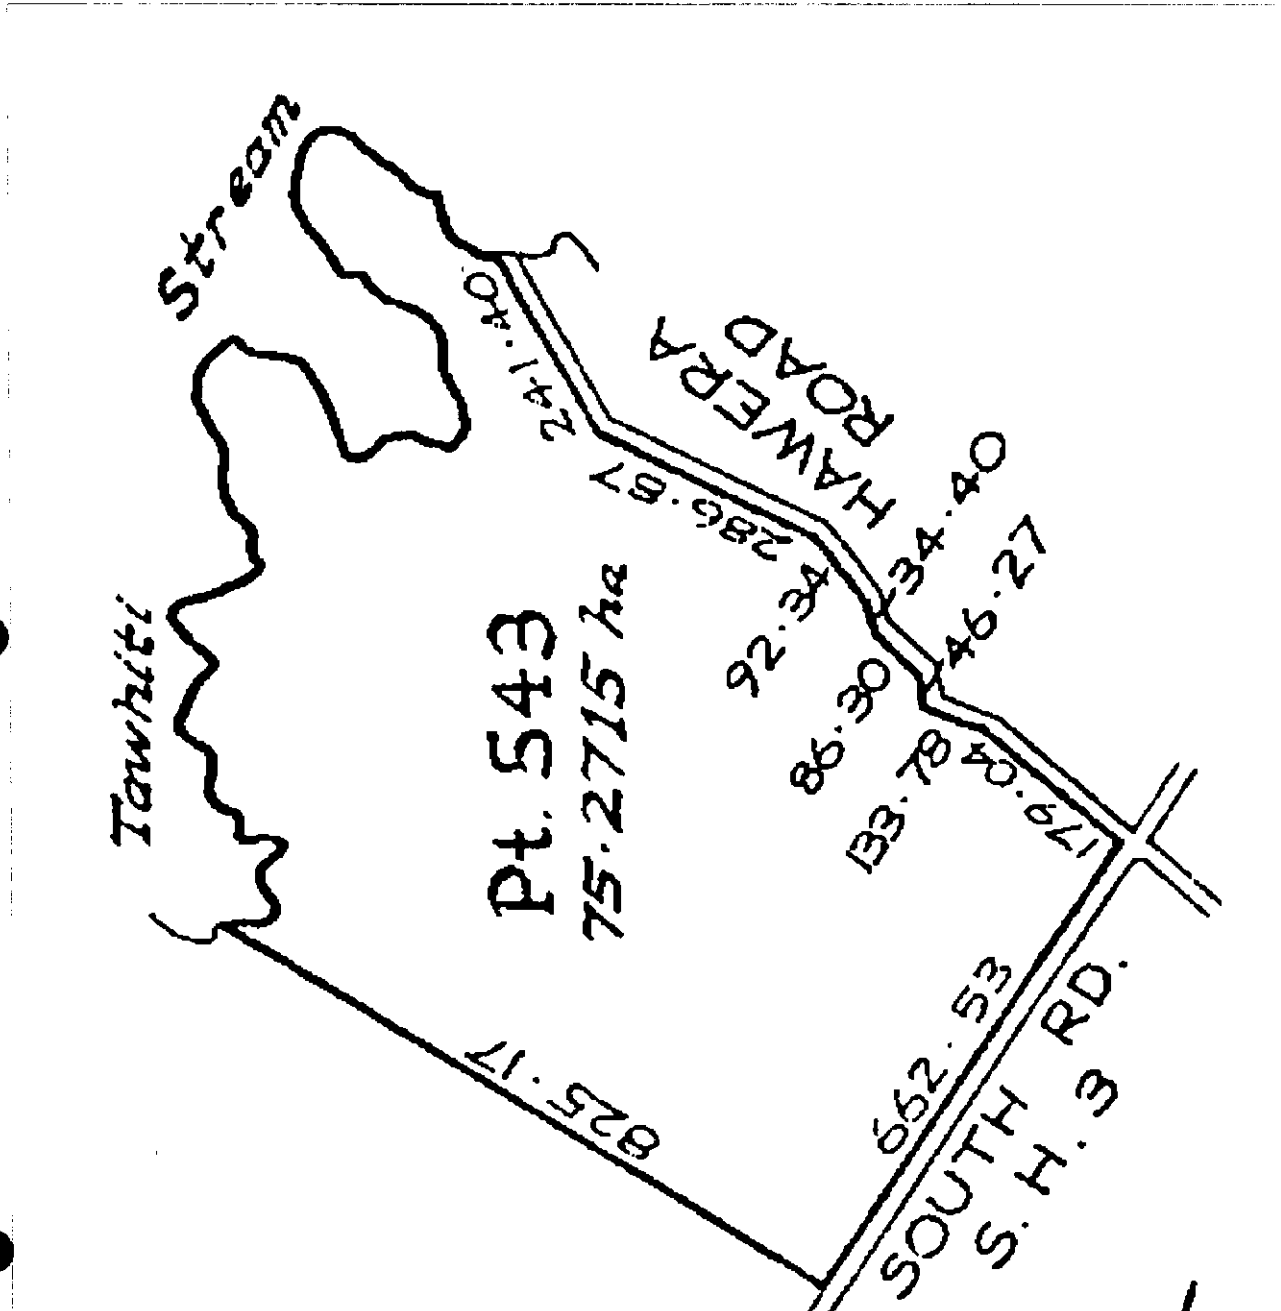 Tawhiti Stream
HAWERA
ROAD
241·40
286·87
92·34
34·40
86·30
46·27
133·78
179·04
Pt. 543
75·2715 ha
825·17
662·53
SOUTH RD.
S.H.3